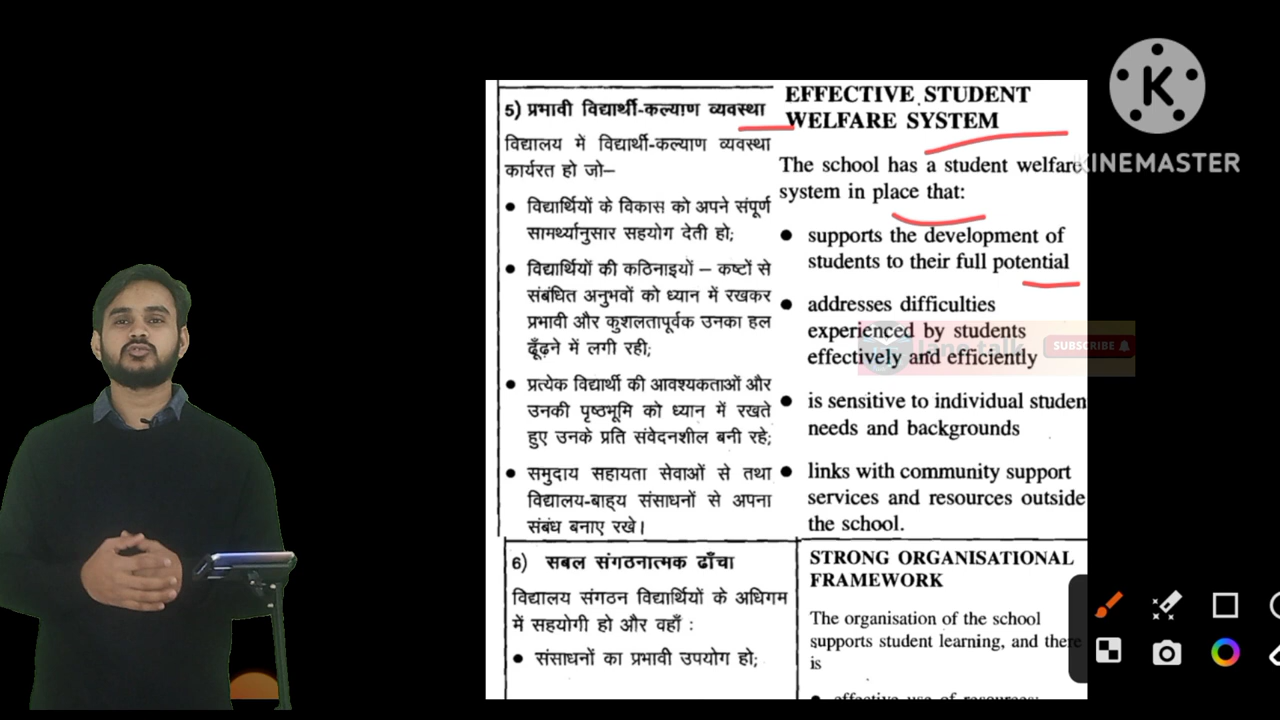 5) प्रभावी विद्यार्थी-कल्याण व्यवस्था
विद्यालय में विद्यार्थी-कल्याण व्यवस्था
कार्यरत हो जो–
● विद्यार्थियों के विकास को अपने संपूर्ण
सामर्थ्यानुसार सहयोग देती हो;
● विद्यार्थियों की कठिनाइयों – कष्टों से
संबंधित अनुभवों को ध्यान में रखकर
प्रभावी और कुशलतापूर्वक उनका हल
ढूँढ़ने में लगी रही;
● प्रत्येक विद्यार्थी की आवश्यकताओं और
उनकी पृष्ठभूमि को ध्यान में रखते
हुए उनके प्रति संवेदनशील बनी रहे;
● समुदाय सहायता सेवाओं से तथा
विद्यालय-बाह्य संसाधनों से अपना
संबंध बनाए रखे।
EFFECTIVE STUDENT
WELFARE SYSTEM
The school has a student welfare
system in place that:
● supports the development of
students to their full potential
● addresses difficulties
experienced by students
effectively and efficiently
● is sensitive to individual studen
needs and backgrounds
● links with community support
services and resources outside
the school.
6) सबल संगठनात्मक ढाँचा
विद्यालय संगठन विद्यार्थियों के अधिगम
में सहयोगी हो और वहाँ :
● संसाधनों का प्रभावी उपयोग हो;
STRONG ORGANISATIONAL
FRAMEWORK
The organisation of the school
supports student learning, and there
is
● effective use of resources;
K
KINEMASTER
talk
SUBSCRIBE